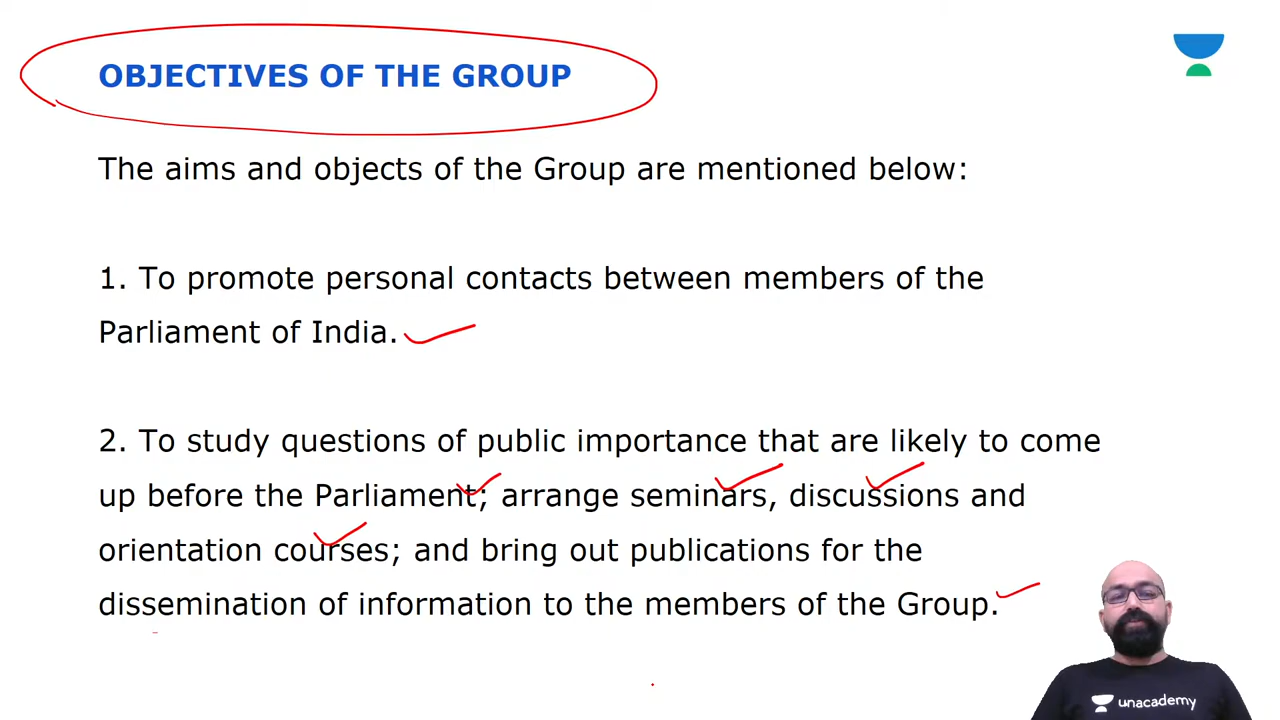 OBJECTIVES OF THE GROUP
The aims and objects of the Group are mentioned below:
1. To promote personal contacts between members of the
Parliament of India.
2. To study questions of public importance that are likely to come
up before the Parliament; arrange seminars, discussions and
orientation courses; and bring out publications for the
dissemination of information to the members of the Group.
unacademy